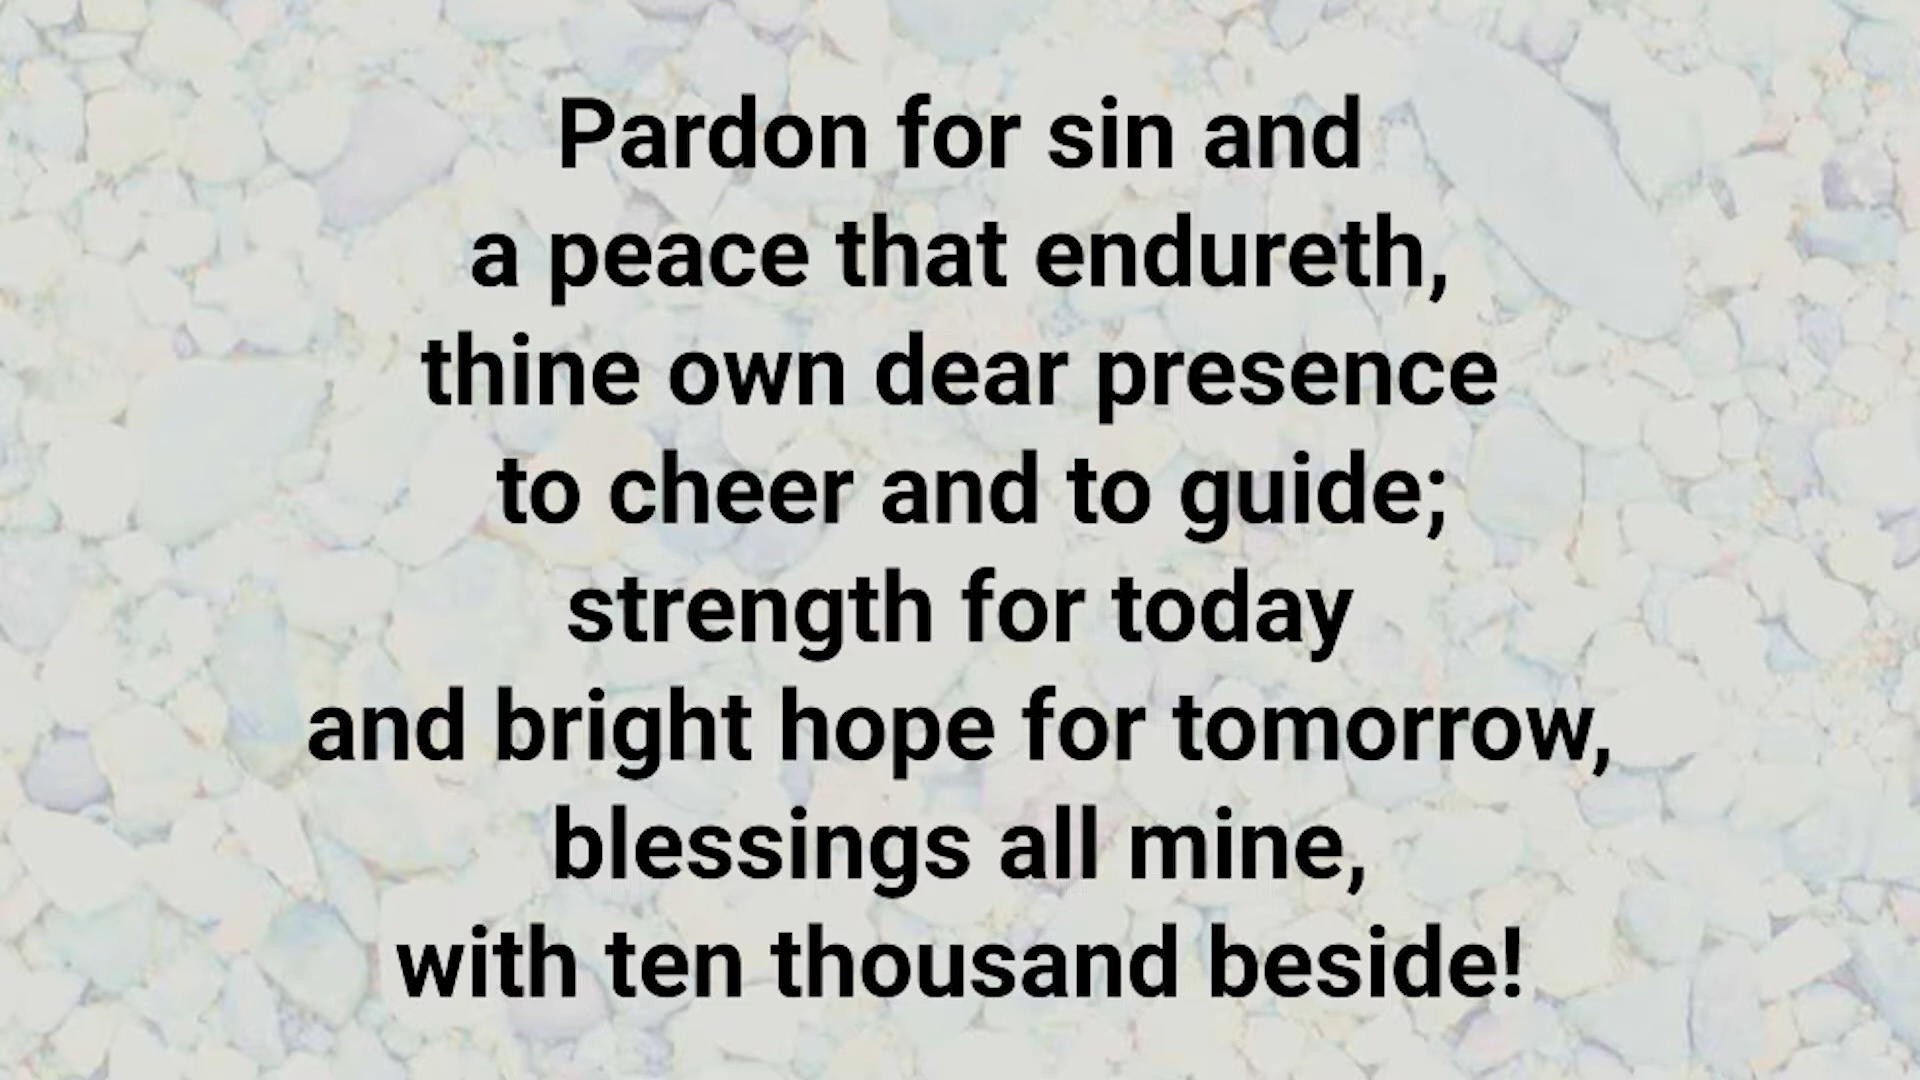 Pardon for sin and
a peace that endureth,
thine own dear presence
to cheer and to guide;
strength for today
and bright hope for tomorrow,
blessings all mine,
with ten thousand beside!